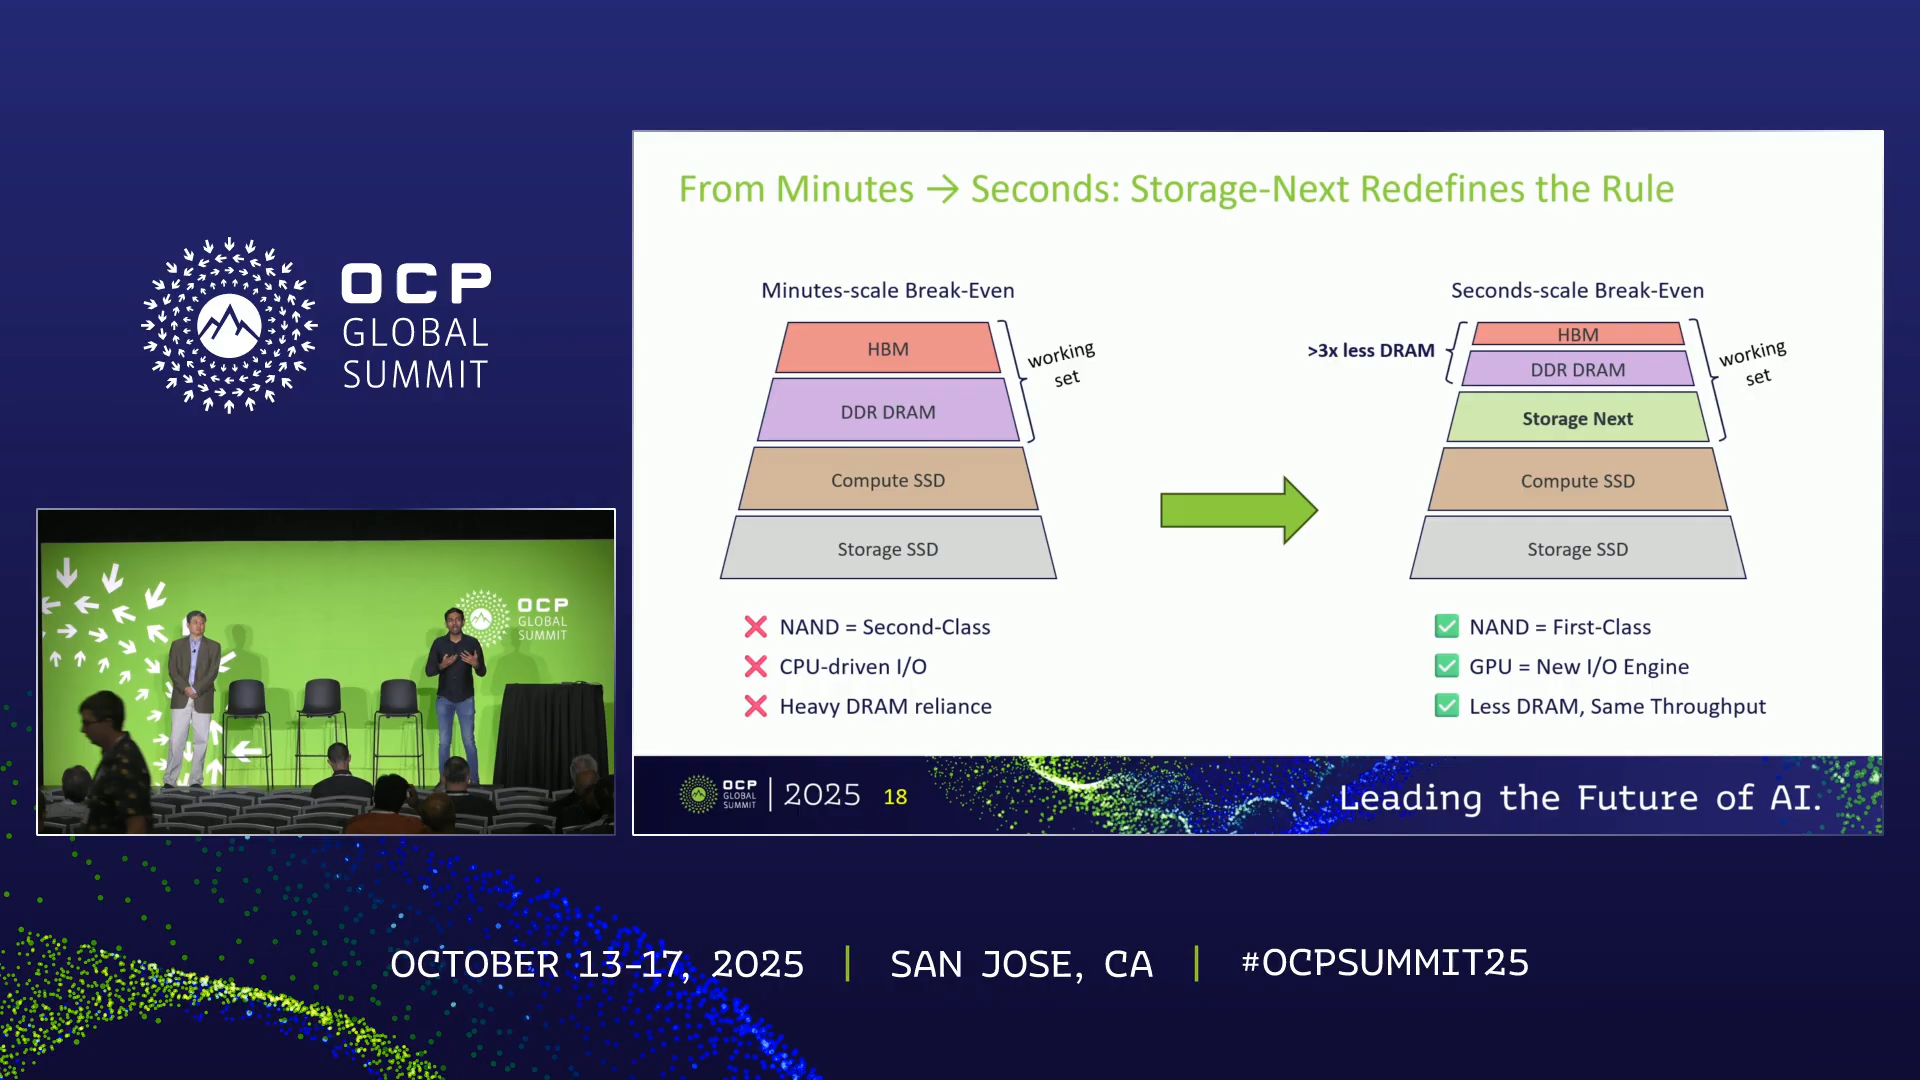 OCP
GLOBAL
SUMMIT
From Minutes → Seconds: Storage-Next Redefines the Rule
Minutes-scale Break-Even
HBM
DDR DRAM
working
set
Compute SSD
Storage SSD
❌ NAND = Second-Class
❌ CPU-driven I/O
❌ Heavy DRAM reliance
Seconds-scale Break-Even
>3x less DRAM
HBM
DDR DRAM
Storage Next
working
set
Compute SSD
Storage SSD
✅ NAND = First-Class
✅ GPU = New I/O Engine
✅ Less DRAM, Same Throughput
OCP
GLOBAL
SUMMIT
2025
18
Leading the Future of AI.
OCP
GLOBAL
SUMMIT
OCTOBER 13-17, 2025 | SAN JOSE, CA | #OCPSUMMIT25